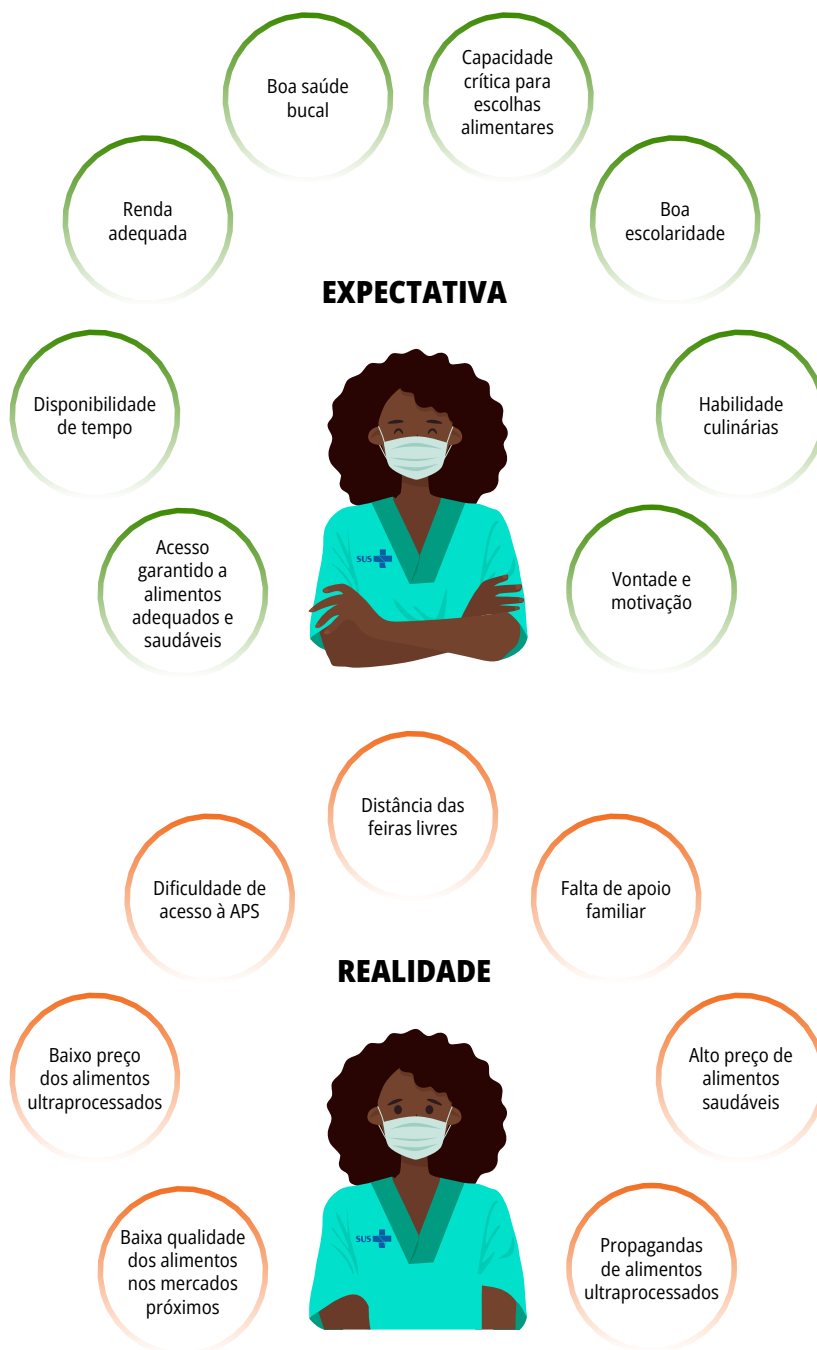 Boa saúde
bucal
Capacidade
crítica para
escolhas
alimentares
Renda
adequada
Boa
escolaridade
EXPECTATIVA
Disponibilidade
de tempo
Habilidade
culinárias
Acesso
garantido a
alimentos
adequados e
saudáveis
SUS
Vontade e
motivação
Distância das
feiras livres
Dificuldade de
acesso à APS
Falta de apoio
familiar
REALIDADE
Baixo preço
dos alimentos
ultraprocessados
Alto preço de
alimentos
saudáveis
Baixa qualidade
dos alimentos
nos mercados
próximos
SUS
Propagandas
de alimentos
ultraprocessados